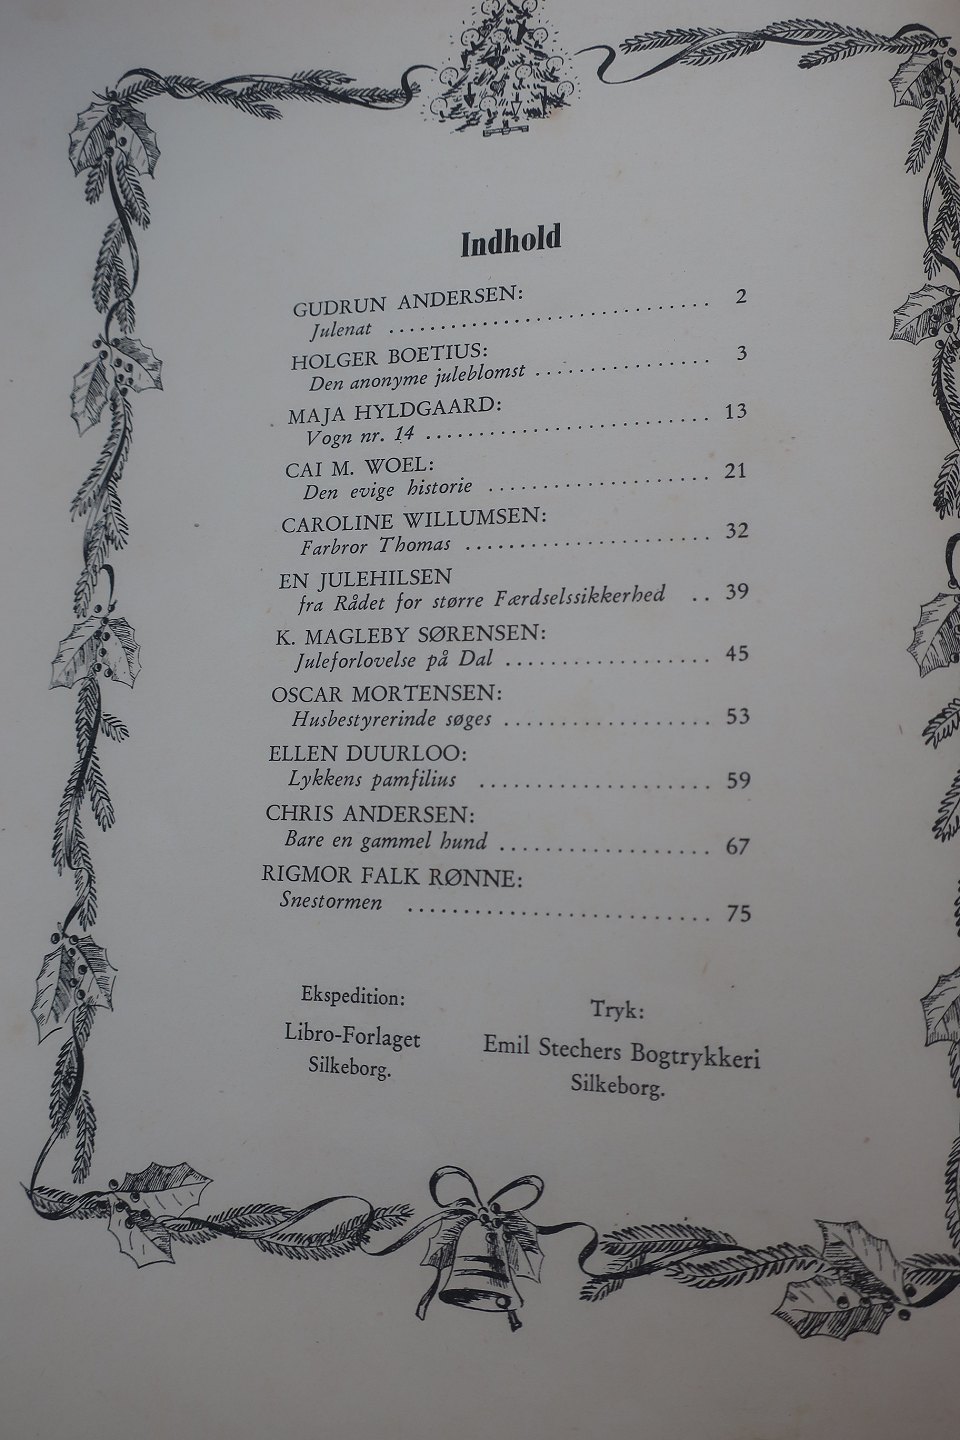 Indhold
GUDRUN ANDERSEN:
Julenat .......................... 2
HOLGER BOETIUS:
Den anonyme juleblomst ............... 3
MAJA HYLDGAARD:
Vogn nr. 14 ......................... 13
CAI M. WOEL:
Den evige historie .................... 21
CAROLINE WILLUMSEN:
Farbror Thomas ...................... 32
EN JULEHILSEN
fra Rådet for større Færdselssikkerhed .. 39
K. MAGLEBY SØRENSEN:
Juleforlovelse på Dal .................. 45
OSCAR MORTENSEN:
Husbestyrerinde søges .................. 53
ELLEN DUURLOO:
Lykkens pamfilius .................... 59
CHRIS ANDERSEN:
Bare en gammel hund .................. 67
RIGMOR FALK RØNNE:
Snestormen .......................... 75
Ekspedition:
Libro-Forlaget
Silkeborg.
Tryk:
Emil Stechers Bogtrykkeri
Silkeborg.